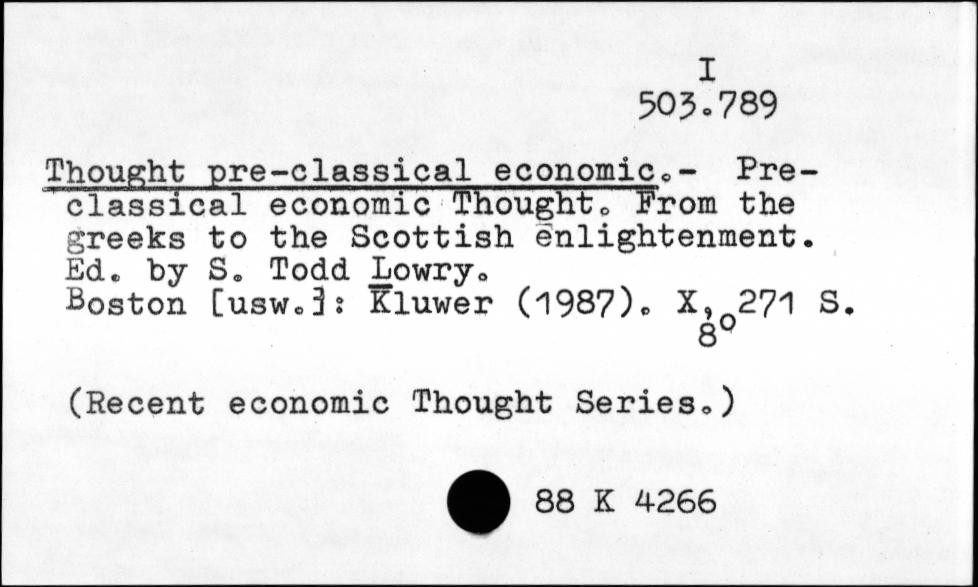 I
503.789
Thought pre-classical economic.- Pre-
classical economic Thought. From the
greeks to the Scottish enlightenment.
Ed. by S. Todd Lowry.
Boston [usw.]: Kluwer (1987). X, 271 S.
8°
(Recent economic Thought Series.)
88 K 4266